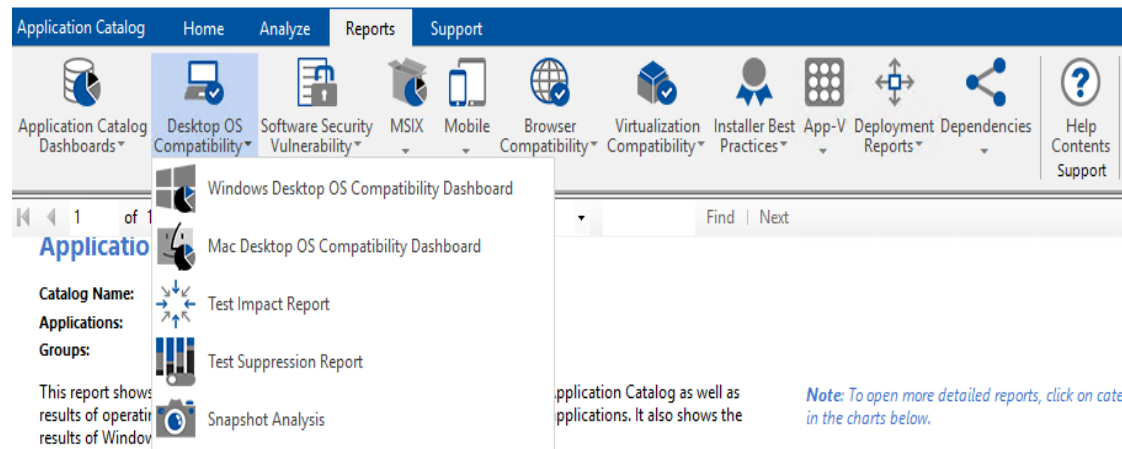 Application Catalog Home Analyze Reports Support
Application Catalog Dashboards
Desktop OS Compatibility
Software Security Vulnerability
MSIX
Mobile
Browser Compatibility
Virtualization Compatibility
Installer Best Practices
App-V
Deployment Reports
Dependencies
Help Contents
Support
Windows Desktop OS Compatibility Dashboard
Mac Desktop OS Compatibility Dashboard
Test Impact Report
Test Suppression Report
Snapshot Analysis
1 of 1 Find | Next
Applicatio
Catalog Name:
Applications:
Groups:
This report shows pplication Catalog as well as
results of operatin pplications. It also shows the
results of Window
Note: To open more detailed reports, click on cate
in the charts below.